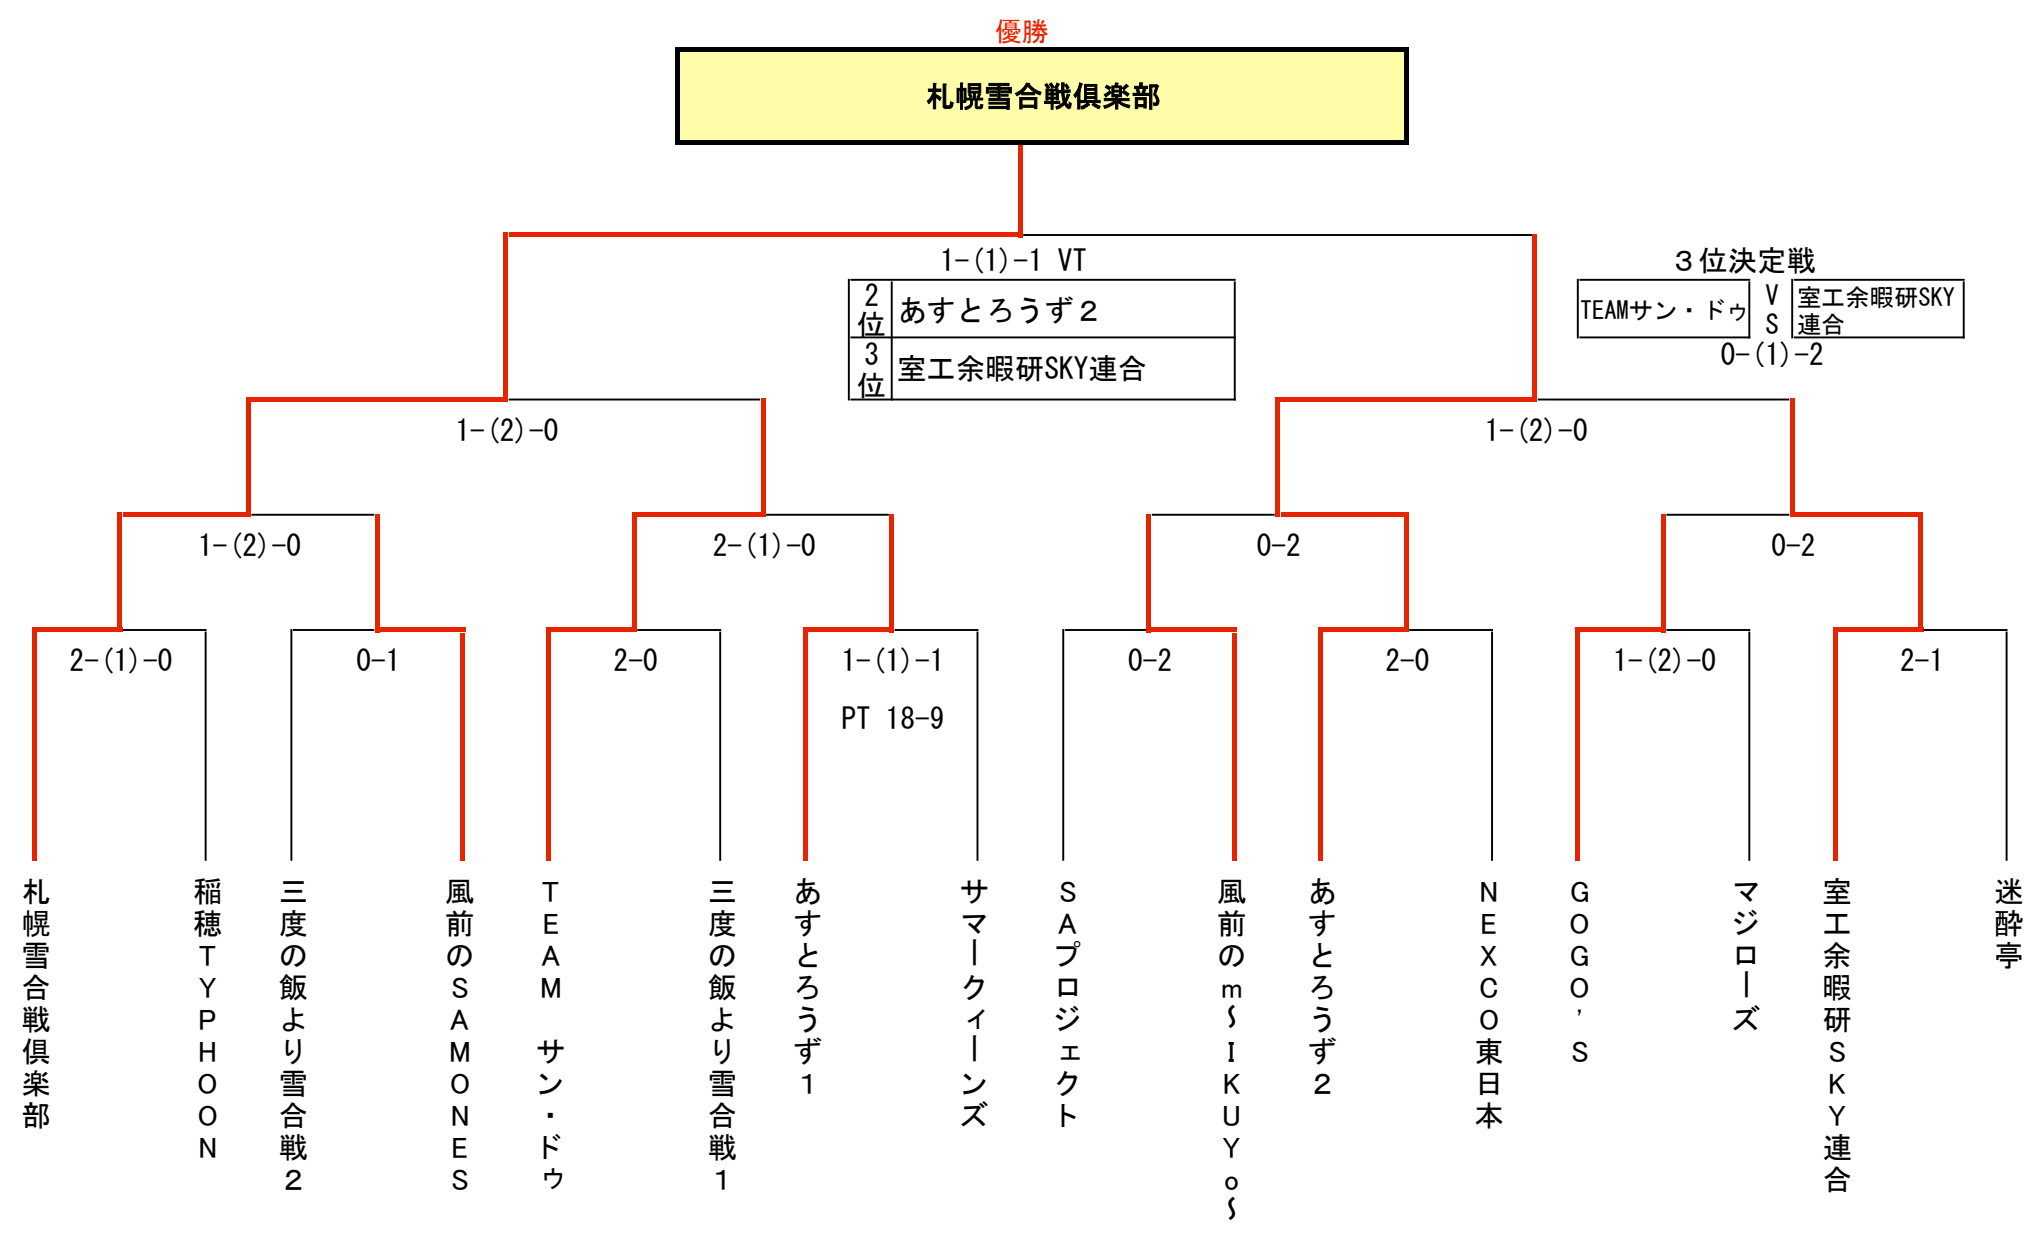 優勝
札幌雪合戦倶楽部
1-(1)-1 VT
2位 あすとろうず２
3位 室工余暇研SKY連合
３位決定戦
TEAMサン・ドゥ VS 室工余暇研SKY連合
0-(1)-2
1-(2)-0
1-(2)-0
1-(2)-0
2-(1)-0
0-2
0-2
2-(1)-0
0-1
2-0
1-(1)-1
PT 18-9
0-2
2-0
1-(2)-0
2-1
札幌雪合戦倶楽部
稲穂ＴＹＰＨＯＯＮ
三度の飯より雪合戦２
風前のＳＡＭＯＮＥＳ
ＴＥＡＭ　サン・ドゥ
三度の飯より雪合戦１
あすとろうず１
サマークィーンズ
ＳＡプロジェクト
風前のｍ～ＩＫＵＹｏ～
あすとろうず２
ＮＥＸＣＯ東日本
ＧＯＧＯ’Ｓ
マジローズ
室工余暇研ＳＫＹ連合
迷酔亭